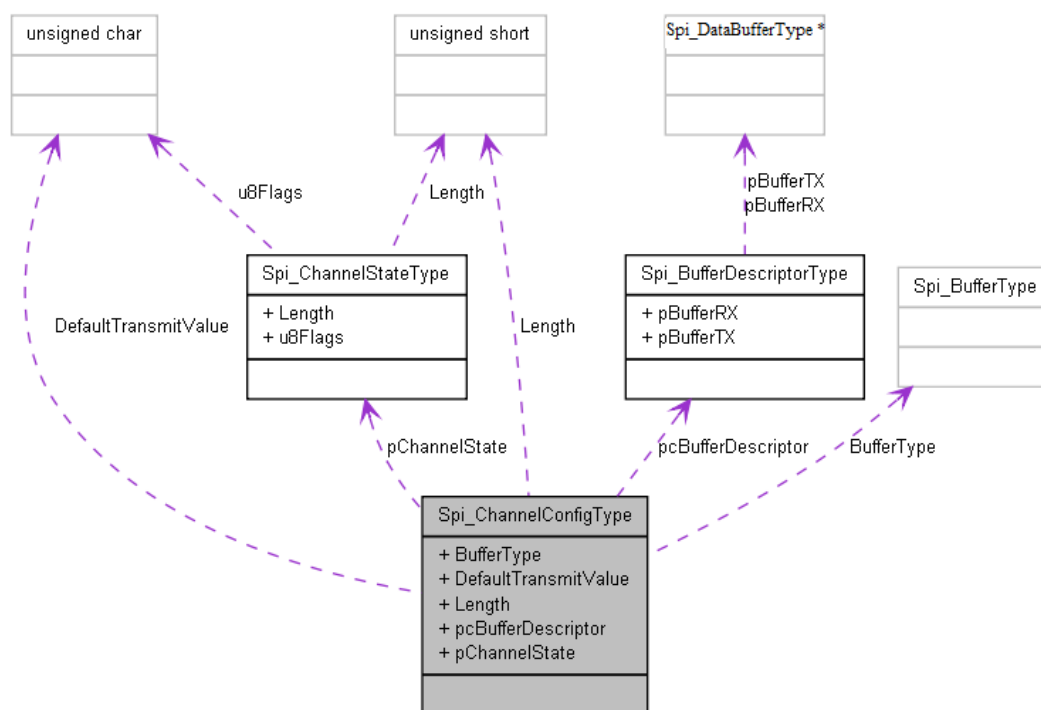 unsigned char
unsigned short
Spi_DataBufferType *
u8Flags
Length
pBufferTX
pBufferRX
Spi_ChannelStateType
+ Length
+ u8Flags
Spi_BufferDescriptorType
+ pBufferRX
+ pBufferTX
Spi_BufferType
DefaultTransmitValue
Length
pChannelState
pcBufferDescriptor
BufferType
Spi_ChannelConfigType
+ BufferType
+ DefaultTransmitValue
+ Length
+ pcBufferDescriptor
+ pChannelState